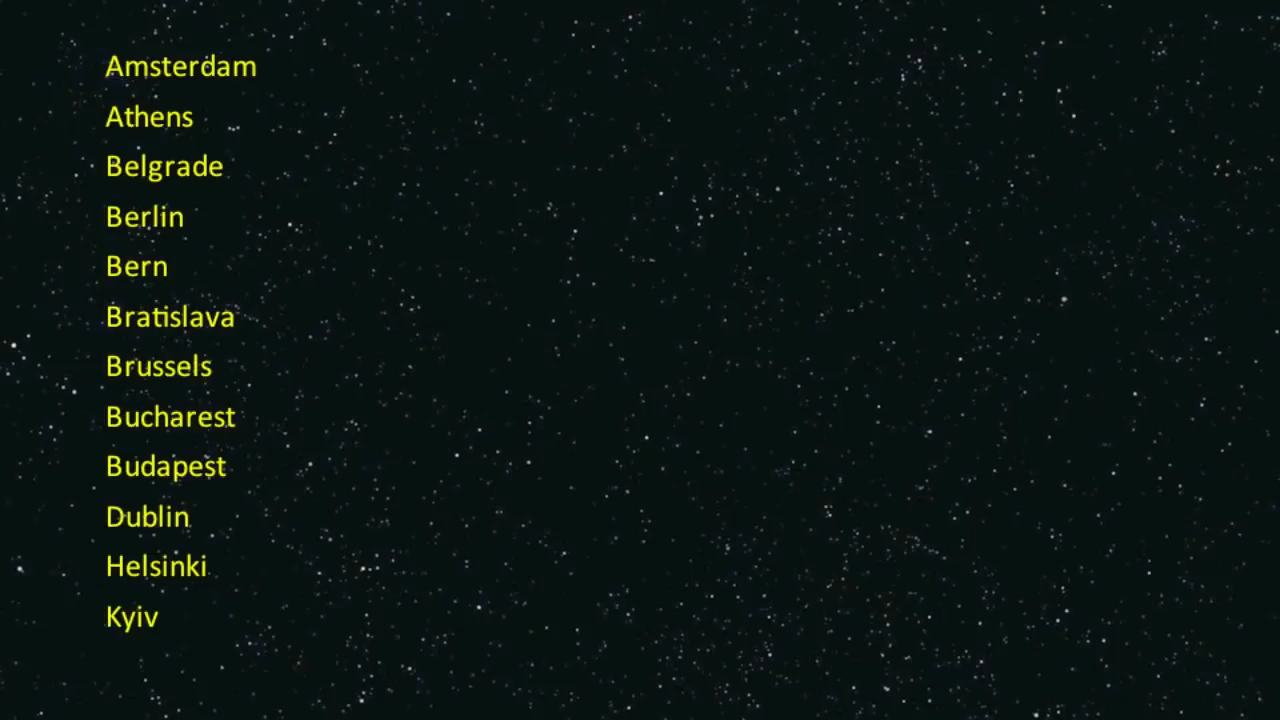 Amsterdam
Athens
Belgrade
Berlin
Bern
Bratislava
Brussels
Bucharest
Budapest
Dublin
Helsinki
Kyiv